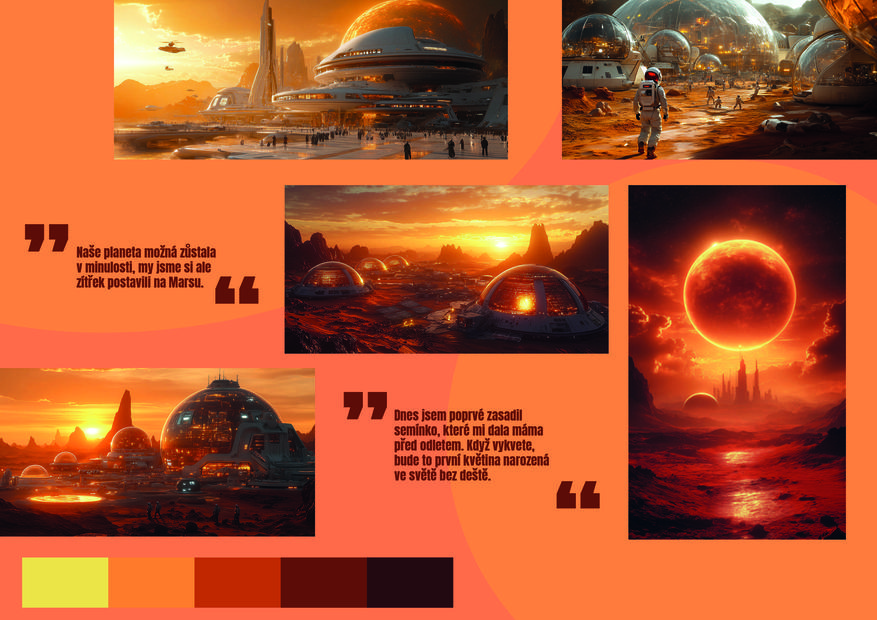 Naše planeta možná zůstala
v minulosti, my jsme si ale
zítřek postavili na Marsu.
Dnes jsem poprvé zasadil
semínko, které mi dala máma
před odletem. Když vykvete,
bude to první květina narozená
ve světě bez deště.